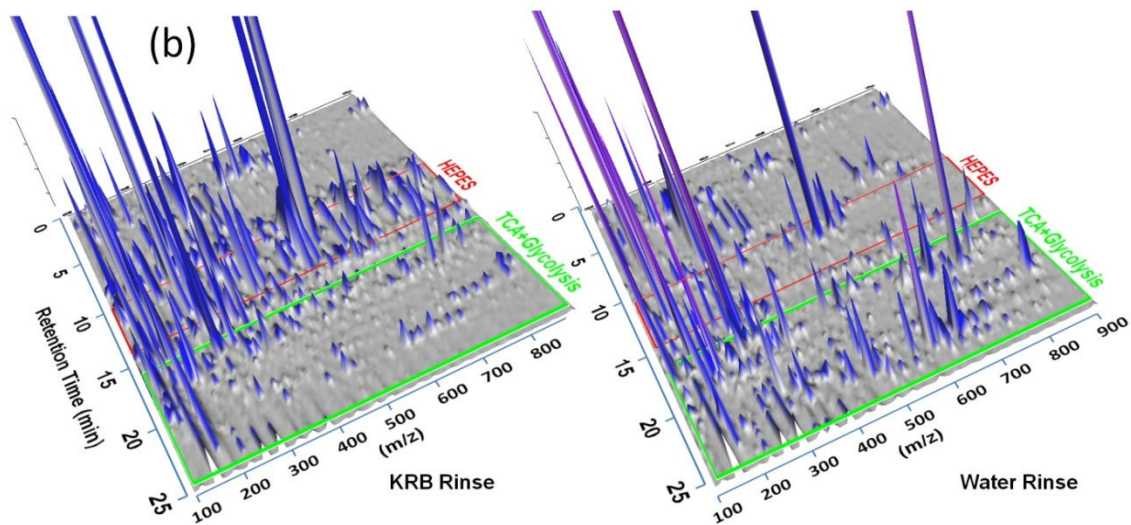 (b)
HEPES
TCA+Glycolysis
0
5
10
15
20
25
Retention Time (min)
100
200
300
400
500
600
700
800
(m/z)
KRB Rinse
HEPES
TCA+Glycolysis
0
5
10
15
20
25
100
200
300
400
500
600
700
800
900
(m/z)
Water Rinse